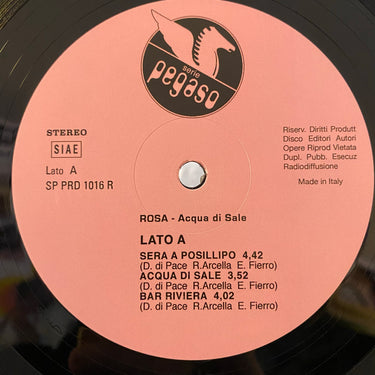 serie
pegaso
STEREO
SIAE
Lato A
SP PRD 1016 R
Riserv. Diritti Produtt
Disco Editori Autori
Opere Riprod Vietata
Dupl. Pubb. Esecuz
Radiodiffusione
Made in Italy
ROSA - Acqua di Sale
LATO A
SERA A POSILLIPO 4,42
(D. di Pace R.Arcella E. Fierro)
ACQUA DI SALE 3,52
(D. di Pace R.Arcella E. Fierro)
BAR RIVIERA 4,02
(D. di Pace R.Arcella E. Fierro)